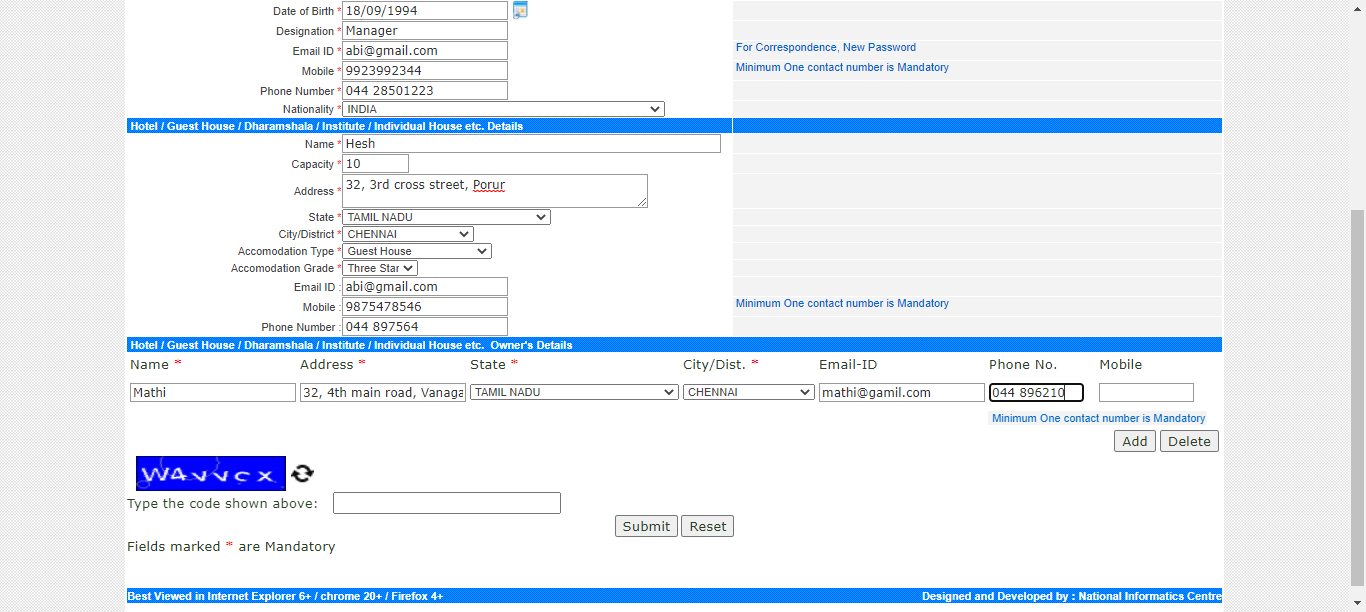 Date of Birth * 18/09/1994
Designation * Manager
Email ID * abi@gmail.com For Correspondence, New Password
Mobile * 9923992344 Minimum One contact number is Mandatory
Phone Number * 044 28501223
Nationality * INDIA
Hotel / Guest House / Dharamshala / Institute / Individual House etc. Details
Name * Hesh
Capacity * 10
Address * 32, 3rd cross street, Porur
State * TAMIL NADU
City/District * CHENNAI
Accomodation Type * Guest House
Accomodation Grade * Three Star
Email ID : abi@gmail.com
Mobile : 9875478546 Minimum One contact number is Mandatory
Phone Number : 044 897564
Hotel / Guest House / Dharamshala / Institute / Individual House etc. Owner's Details
Name * Address * State * City/Dist. * Email-ID Phone No. Mobile
Mathi 32, 4th main road, Vanaga TAMIL NADU CHENNAI mathi@gamil.com 044 896210
Minimum One contact number is Mandatory
Add Delete
WAVVCX
Type the code shown above:
Submit Reset
Fields marked * are Mandatory
Best Viewed in Internet Explorer 6+ / chrome 20+ / Firefox 4+ Designed and Developed by : National Informatics Centre